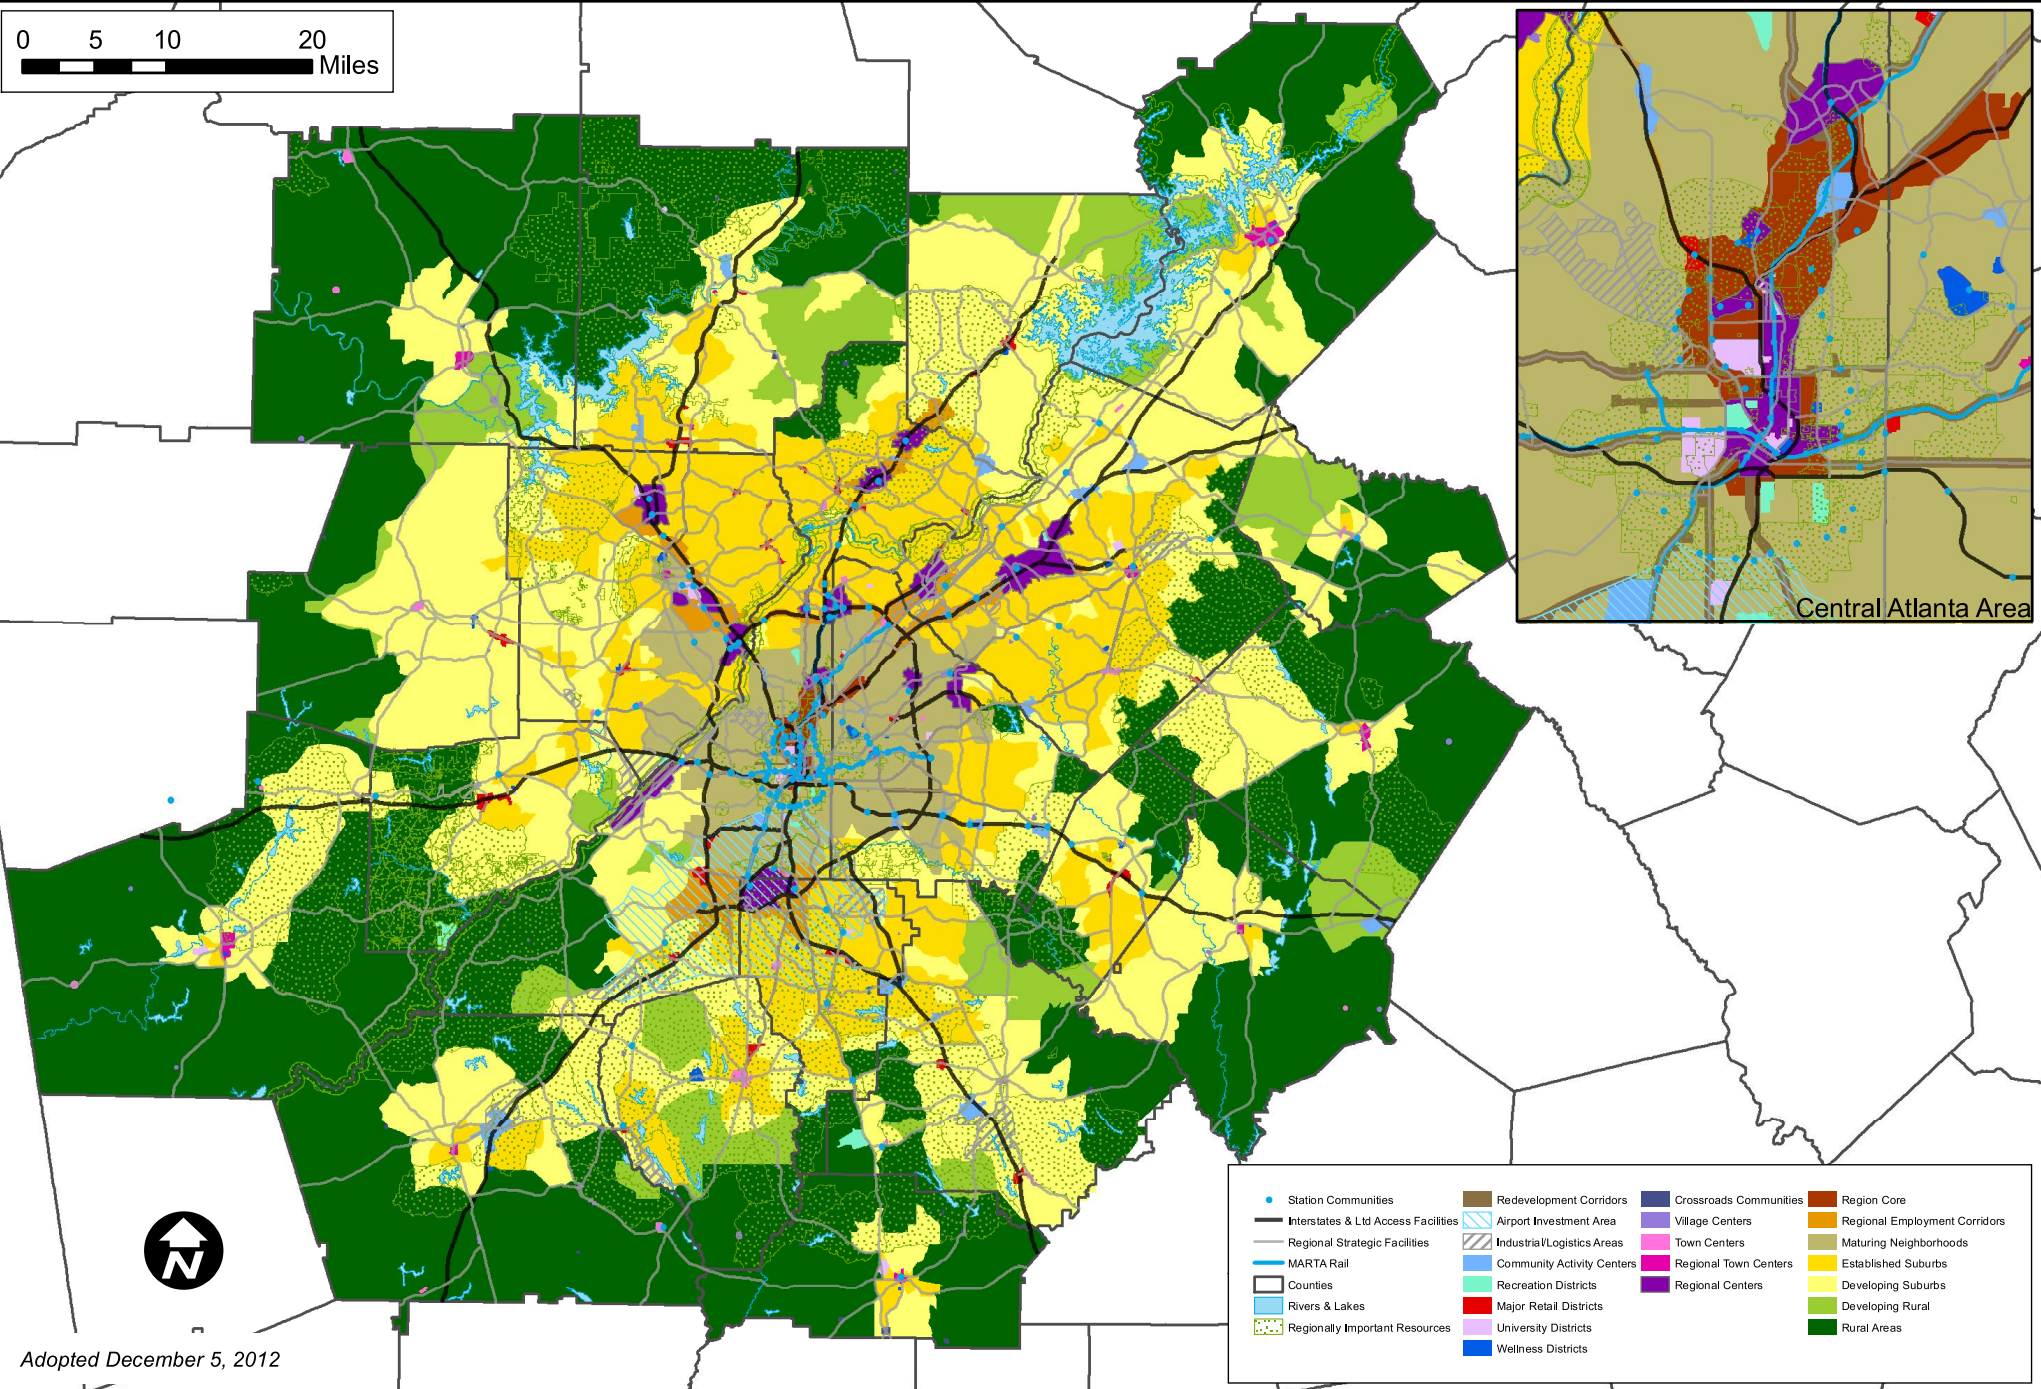 0 5 10 20
Miles
Central Atlanta Area
Station Communities
Interstates & Ltd Access Facilities
Regional Strategic Facilities
MARTA Rail
Counties
Rivers & Lakes
Regionally Important Resources
Redevelopment Corridors
Airport Investment Area
Industrial/Logistics Areas
Community Activity Centers
Recreation Districts
Major Retail Districts
University Districts
Wellness Districts
Crossroads Communities
Village Centers
Town Centers
Regional Town Centers
Regional Centers
Region Core
Regional Employment Corridors
Maturing Neighborhoods
Established Suburbs
Developing Suburbs
Developing Rural
Rural Areas
N
Adopted December 5, 2012